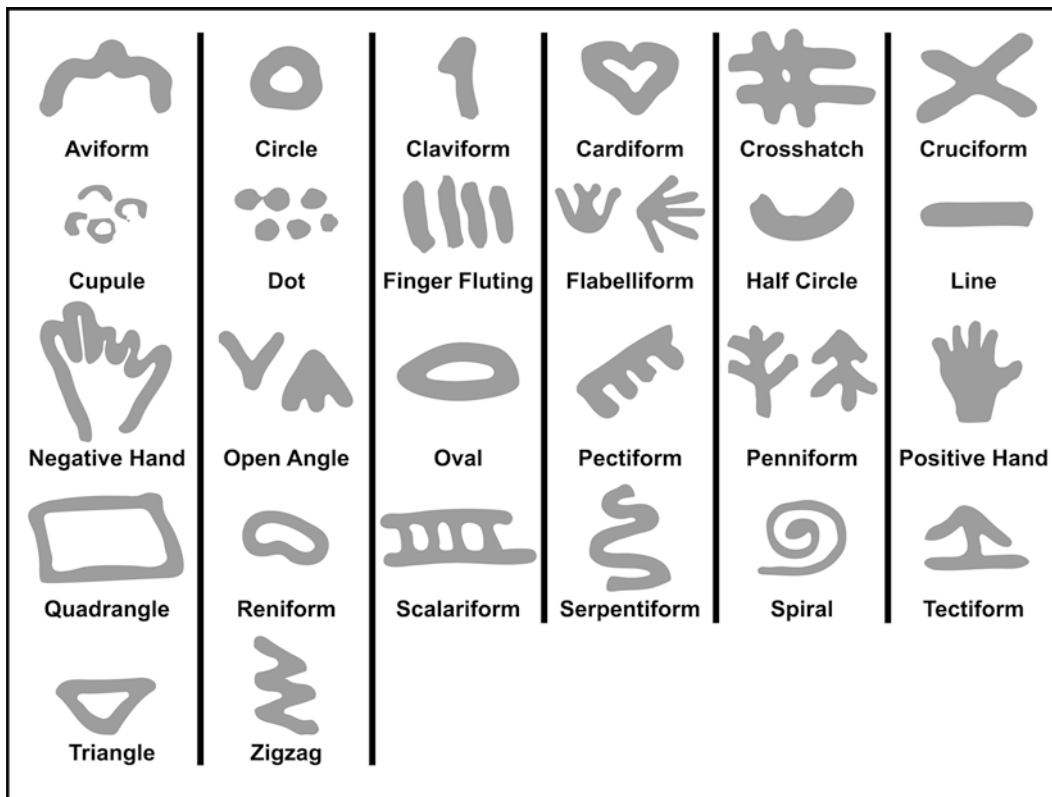 Aviform
Circle
Claviform
Cardiform
Crosshatch
Cruciform
Cupule
Dot
Finger Fluting
Flabelliform
Half Circle
Line
Negative Hand
Open Angle
Oval
Pectiform
Penniform
Positive Hand
Quadrangle
Reniform
Scalariform
Serpentiform
Spiral
Tectiform
Triangle
Zigzag